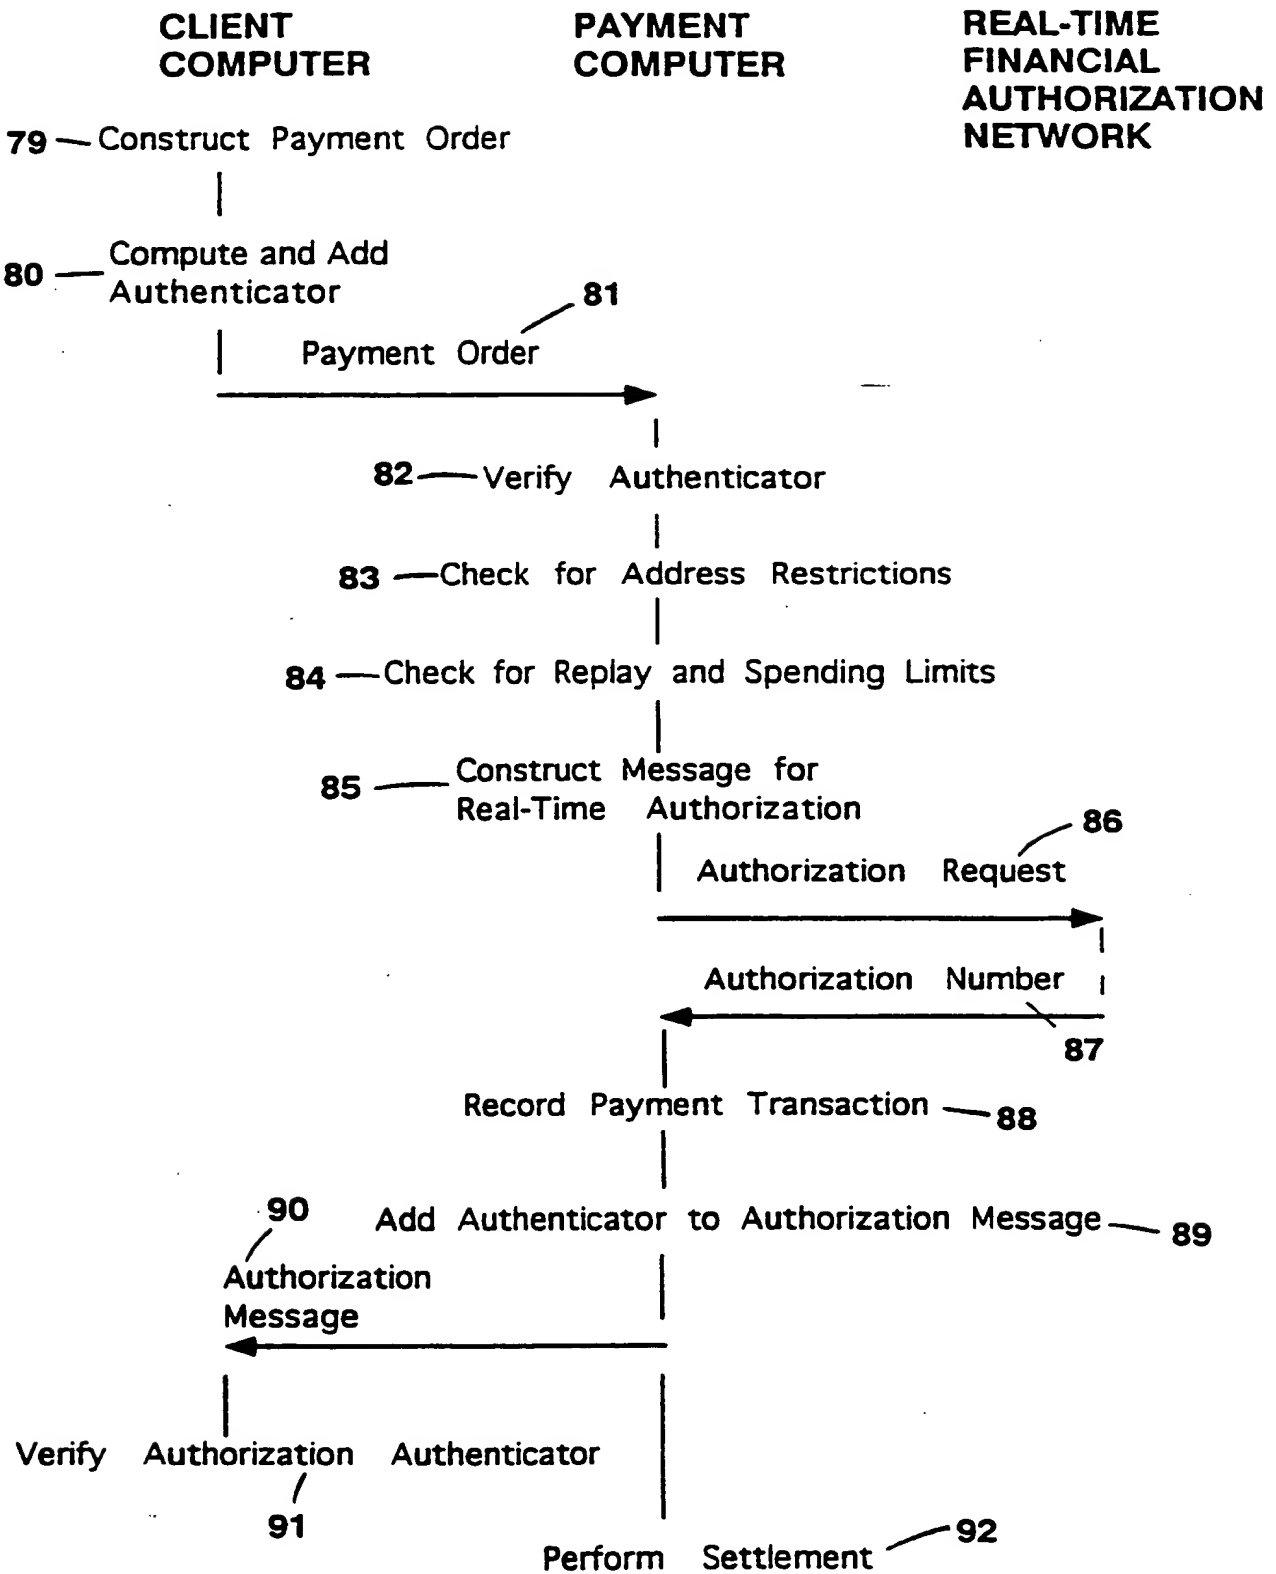 CLIENT
COMPUTER
PAYMENT
COMPUTER
REAL-TIME
FINANCIAL
AUTHORIZATION
NETWORK
79 Construct Payment Order
80 Compute and Add
Authenticator
81
Payment Order
82 Verify Authenticator
83 Check for Address Restrictions
84 Check for Replay and Spending Limits
85 Construct Message for
Real-Time Authorization
86
Authorization Request
Authorization Number
87
Record Payment Transaction 88
90
Add Authenticator to Authorization Message 89
Authorization
Message
Verify Authorization Authenticator
91
92
Perform Settlement